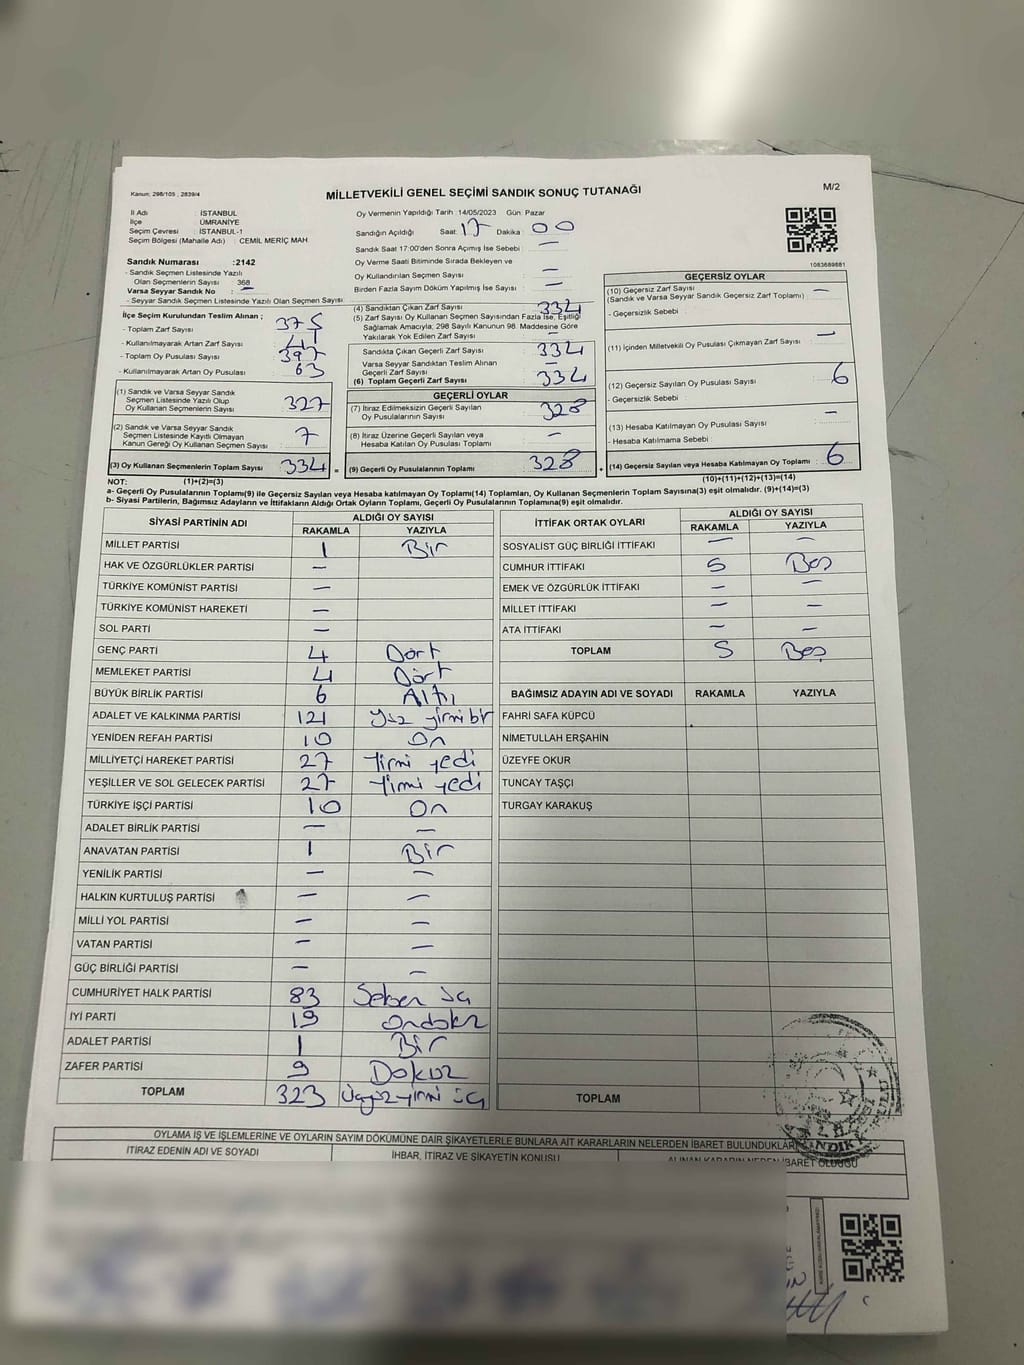 Kanun: 298/105 , 2839/4
MİLLETVEKİLİ GENEL SEÇİMİ SANDIK SONUÇ TUTANAĞI
M/2
İl Adı : İSTANBUL
İlçe : ÜMRANİYE
Seçim Çevresi : İSTANBUL-1
Seçim Bölgesi (Mahalle Adı) : CEMİL MERİÇ MAH
Sandık Numarası :2142
- Sandık Seçmen Listesinde Yazılı
Olan Seçmenlerin Sayısı : 368
Varsa Seyyar Sandık No : —
- Seyyar Sandık Seçmen Listesinde Yazılı Olan Seçmen Sayısı:
Oy Vermenin Yapıldığı Tarih :14/05/2023 Gün: Pazar
Sandığın Açıldığı Saat: 17 Dakika: 00
Sandık Saat 17:00'den Sonra Açılmış İse Sebebi : —
Oy Verme Saati Bitiminde Sırada Bekleyen ve
Oy Kullandırılan Seçmen Sayısı : —
Birden Fazla Sayım Döküm Yapılmış İse Sayısı : —
1083689881
İlçe Seçim Kurulundan Teslim Alınan ;
- Toplam Zarf Sayısı : 375
- Kullanılmayarak Artan Zarf Sayısı : 41
- Toplam Oy Pusulası Sayısı : 397
- Kullanılmayarak Artan Oy Pusulası : 63
(1) Sandık ve Varsa Seyyar Sandık
Seçmen Listesinde Yazılı Olup
Oy Kullanan Seçmenlerin Sayısı : 327
(2) Sandık ve Varsa Seyyar Sandık
Seçmen Listesinde Kayıtlı Olmayan
Kanun Gereği Oy Kullanan Seçmen Sayısı : 7
(3) Oy Kullanan Seçmenlerin Toplam Sayısı : 334 =
(4) Sandıktan Çıkan Zarf Sayısı : 334
(5) Zarf Sayısı Oy Kullanan Seçmen Sayısından Fazla İse, Eşitliği
Sağlamak Amacıyla; 298 Sayılı Kanunun 98. Maddesine Göre
Yakılarak Yok Edilen Zarf Sayısı : —
Sandıkta Çıkan Geçerli Zarf Sayısı : 334
Varsa Seyyar Sandıktan Teslim Alınan
Geçerli Zarf Sayısı : —
(6) Toplam Geçerli Zarf Sayısı : 334
GEÇERLİ OYLAR
(7) İtiraz Edilmeksizin Geçerli Sayılan
Oy Pusulalarının Sayısı : 328
(8) İtiraz Üzerine Geçerli Sayılan veya
Hesaba Katılan Oy Pusulası Toplamı : —
(9) Geçerli Oy Pusulalarının Toplamı : 328 +
GEÇERSİZ OYLAR
(10) Geçersiz Zarf Sayısı : —
(Sandık ve Varsa Seyyar Sandık Geçersiz Zarf Toplamı)
- Geçersizlik Sebebi :
(11) İçinden Milletvekili Oy Pusulası Çıkmayan Zarf Sayısı : —
(12) Geçersiz Sayılan Oy Pusulası Sayısı : 6
- Geçersizlik Sebebi :
(13) Hesaba Katılmayan Oy Pusulası Sayısı : —
- Hesaba Katılmama Sebebi :
(14) Geçersiz Sayılan veya Hesaba Katılmayan Oy Toplamı : 6
NOT: (1)+(2)=(3) (10)+(11)+(12)+(13)=(14)
a- Geçerli Oy Pusulalarının Toplamı(9) ile Geçersiz Sayılan veya Hesaba katılmayan Oy Toplamı(14) Toplamları, Oy Kullanan Seçmenlerin Toplam Sayısına(3) eşit olmalıdır. (9)+(14)=(3)
b- Siyasi Partilerin, Bağımsız Adayların ve İttifakların Aldığı Ortak Oyların Toplamı, Geçerli Oy Pusulalarının Toplamına(9) eşit olmalıdır.
SİYASİ PARTİNİN ADI ALDIĞI OY SAYISI
RAKAMLA YAZIYLA
MİLLET PARTİSİ 1 Bir
HAK VE ÖZGÜRLÜKLER PARTİSİ —
TÜRKİYE KOMÜNİST PARTİSİ —
TÜRKİYE KOMÜNİST HAREKETİ —
SOL PARTİ —
GENÇ PARTİ 4 Dört
MEMLEKET PARTİSİ 4 Dört
BÜYÜK BİRLİK PARTİSİ 6 Altı
ADALET VE KALKINMA PARTİSİ 121 Yüz yirmi bir
YENİDEN REFAH PARTİSİ 10 On
MİLLİYETÇİ HAREKET PARTİSİ 27 Yirmi yedi
YEŞİLLER VE SOL GELECEK PARTİSİ 27 Yirmi yedi
TÜRKİYE İŞÇİ PARTİSİ 10 On
ADALET BİRLİK PARTİSİ — —
ANAVATAN PARTİSİ 1 Bir
YENİLİK PARTİSİ — —
HALKIN KURTULUŞ PARTİSİ — —
MİLLİ YOL PARTİSİ — —
VATAN PARTİSİ — —
GÜÇ BİRLİĞİ PARTİSİ — —
CUMHURİYET HALK PARTİSİ 83 Seksen üç
İYİ PARTİ 19 Ondokuz
ADALET PARTİSİ 1 Bir
ZAFER PARTİSİ 9 Dokuz
TOPLAM 323 Üçyüzyirmi üç
İTTİFAK ORTAK OYLARI ALDIĞI OY SAYISI
RAKAMLA YAZIYLA
SOSYALİST GÜÇ BİRLİĞİ İTTİFAKI — —
CUMHUR İTTİFAKI 5 Beş
EMEK VE ÖZGÜRLÜK İTTİFAKI — —
MİLLET İTTİFAKI — —
ATA İTTİFAKI — —
TOPLAM 5 Beş
BAĞIMSIZ ADAYIN ADI VE SOYADI RAKAMLA YAZIYLA
FAHRİ SAFA KÜPCÜ
NİMETULLAH ERŞAHİN
ÜZEYFE OKUR
TUNCAY TAŞÇI
TURGAY KARAKUŞ
TOPLAM
OYLAMA İŞ VE İŞLEMLERİNE VE OYLARIN SAYIM DÖKÜMÜNE DAİR ŞİKAYETLERLE BUNLARA AİT KARARLARIN NELERDEN İBARET BULUNDUKLARI
İTİRAZ EDENİN ADI VE SOYADI İHBAR, İTİRAZ VE ŞİKAYETİN KONUSU ALINAN KARARIN NEDEN İBARET OLDUĞU